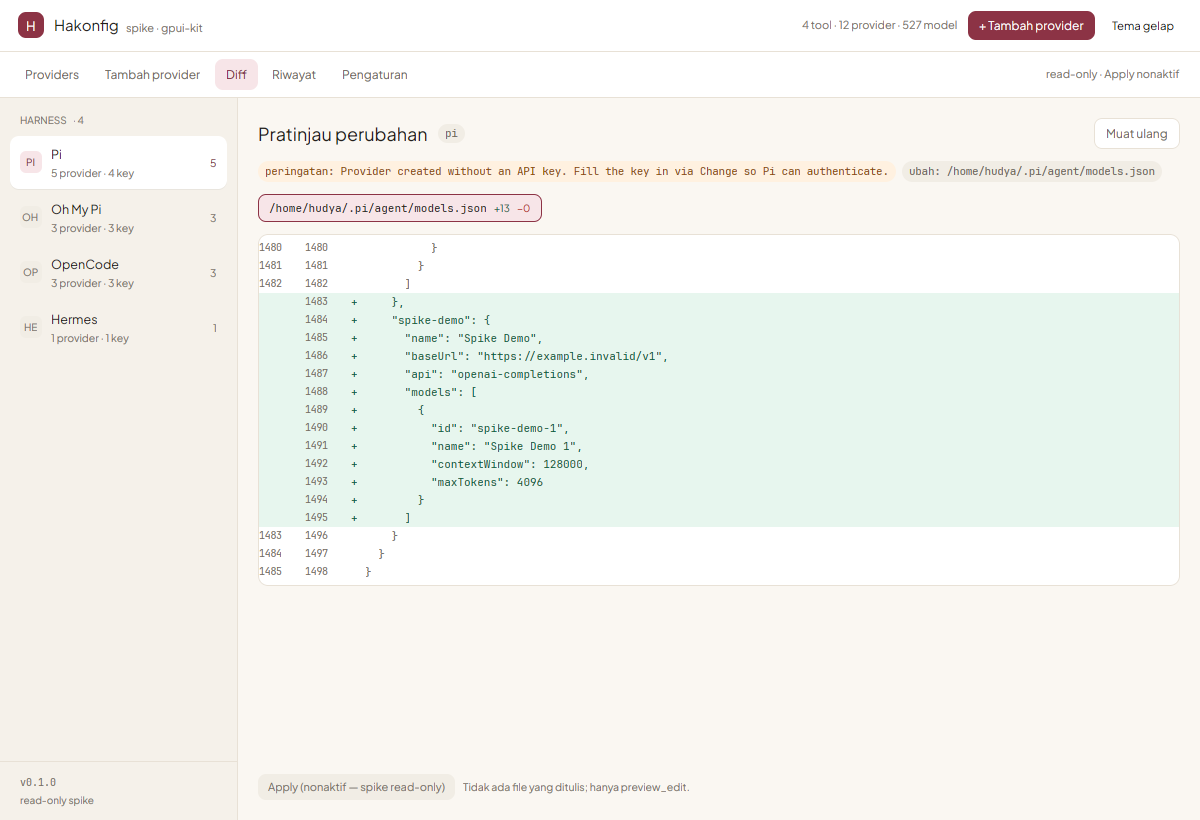 H Hakonfig spike · gpui-kit 4 tool · 12 provider · 527 model + Tambah provider Tema gelap
Providers Tambah provider Diff Riwayat Pengaturan read-only · Apply nonaktif
HARNESS · 4
PI Pi 5
5 provider · 4 key
OH Oh My Pi 3
3 provider · 3 key
OP OpenCode 3
3 provider · 3 key
HE Hermes 1
1 provider · 1 key
v0.1.0
read-only spike
Pratinjau perubahan pi Muat ulang
peringatan: Provider created without an API key. Fill the key in via Change so Pi can authenticate. ubah: /home/hudya/.pi/agent/models.json
/home/hudya/.pi/agent/models.json +13 −0
1480 1480 }
1481 1481 }
1482 1482 ]
1483 + },
1484 + "spike-demo": {
1485 + "name": "Spike Demo",
1486 + "baseUrl": "https://example.invalid/v1",
1487 + "api": "openai-completions",
1488 + "models": [
1489 + {
1490 + "id": "spike-demo-1",
1491 + "name": "Spike Demo 1",
1492 + "contextWindow": 128000,
1493 + "maxTokens": 4096
1494 + }
1495 + ]
1483 1496 }
1484 1497 }
1485 1498 }
Apply (nonaktif — spike read-only) Tidak ada file yang ditulis; hanya preview_edit.